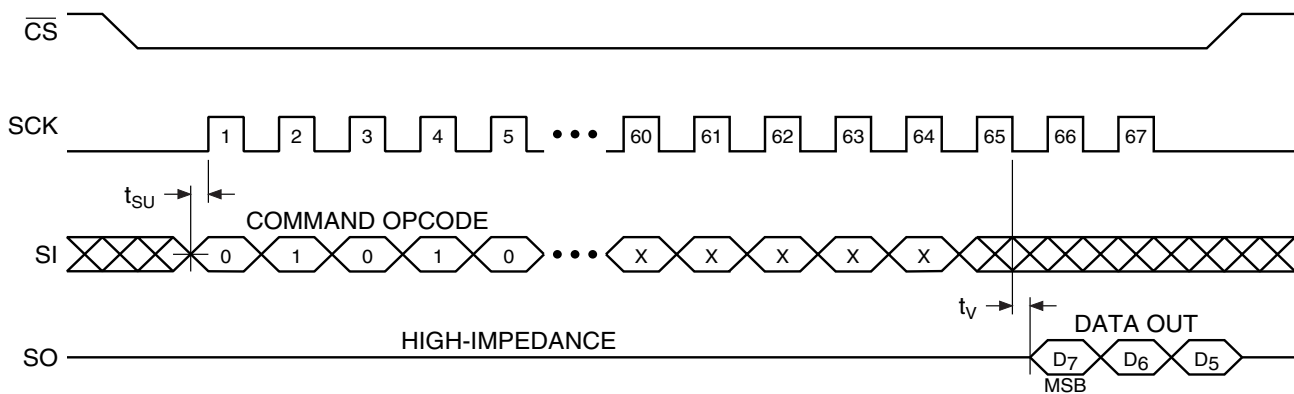 CS
SCK 1 2 3 4 5 ••• 60 61 62 63 64 65 66 67
tSU
COMMAND OPCODE
SI 0 1 0 1 0 ••• X X X X X
tV
HIGH-IMPEDANCE
DATA OUT
SO D7 D6 D5
MSB